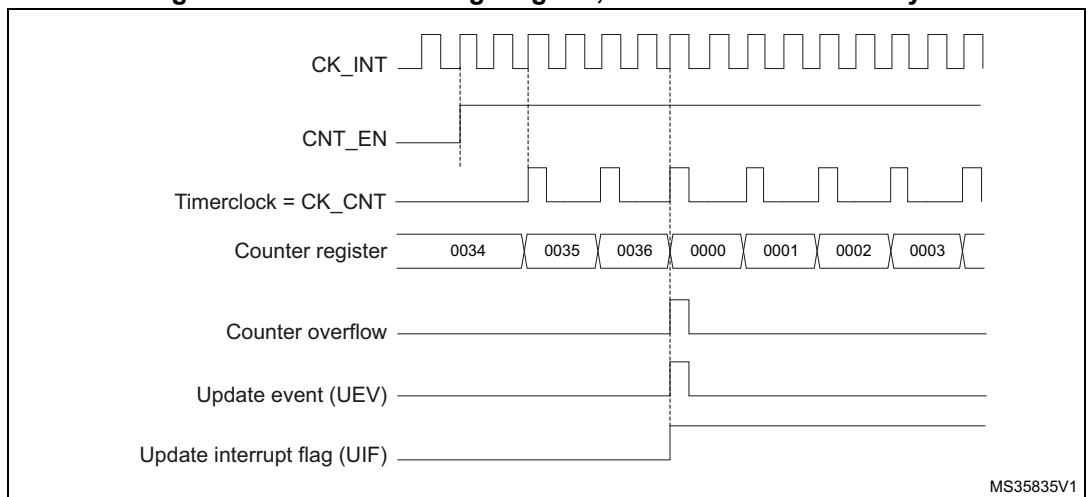 CK_INT
CNT_EN
Timerclock = CK_CNT
Counter register 0034 0035 0036 0000 0001 0002 0003
Counter overflow
Update event (UEV)
Update interrupt flag (UIF)
MS35835V1